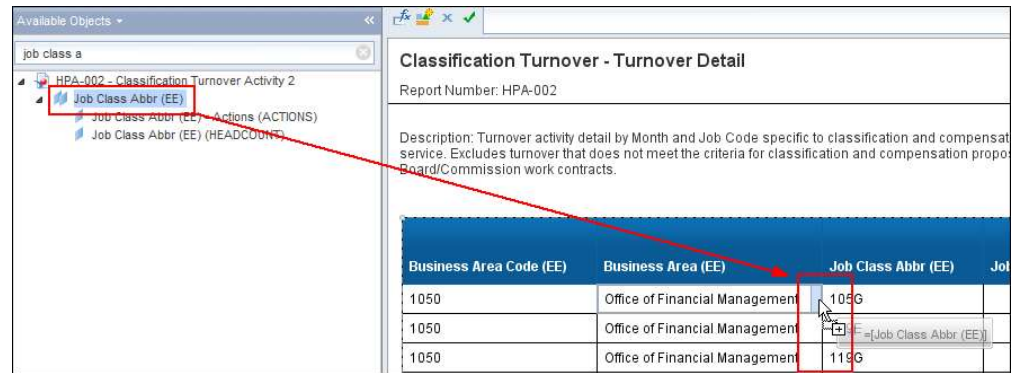 Available Objects
job class a
HPA-002 - Classification Turnover Activity 2
Job Class Abbr (EE)
Job Class Abbr (EE) - Actions (ACTIONS)
Job Class Abbr (EE) (HEADCOUNT)
Classification Turnover - Turnover Detail
Report Number: HPA-002
Description: Turnover activity detail by Month and Job Code specific to classification and compensat
service. Excludes turnover that does not meet the criteria for classification and compensation propos
Board/Commission work contracts.
Business Area Code (EE) Business Area (EE) Job Class Abbr (EE) Jol
1050 Office of Financial Management 105G
1050 Office of Financial Management =[Job Class Abbr (EE)]
1050 Office of Financial Management 119G